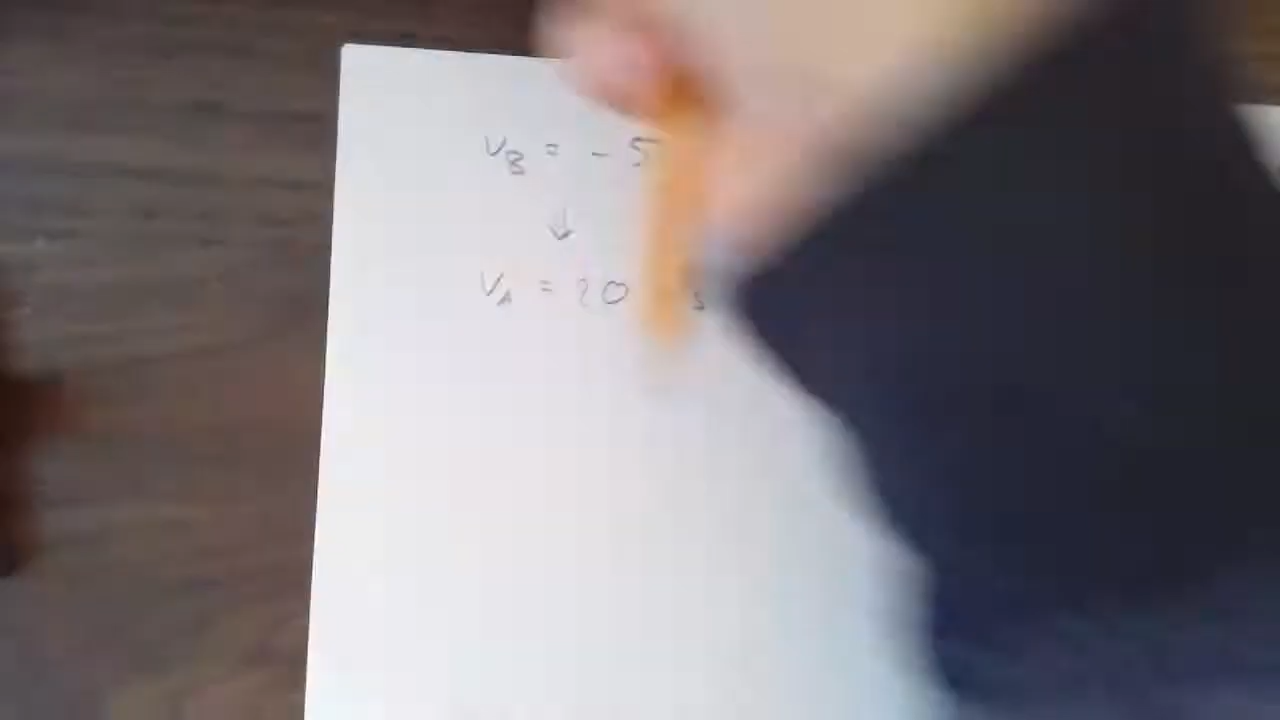 V_B = - 5
↓
V_A = 20 s